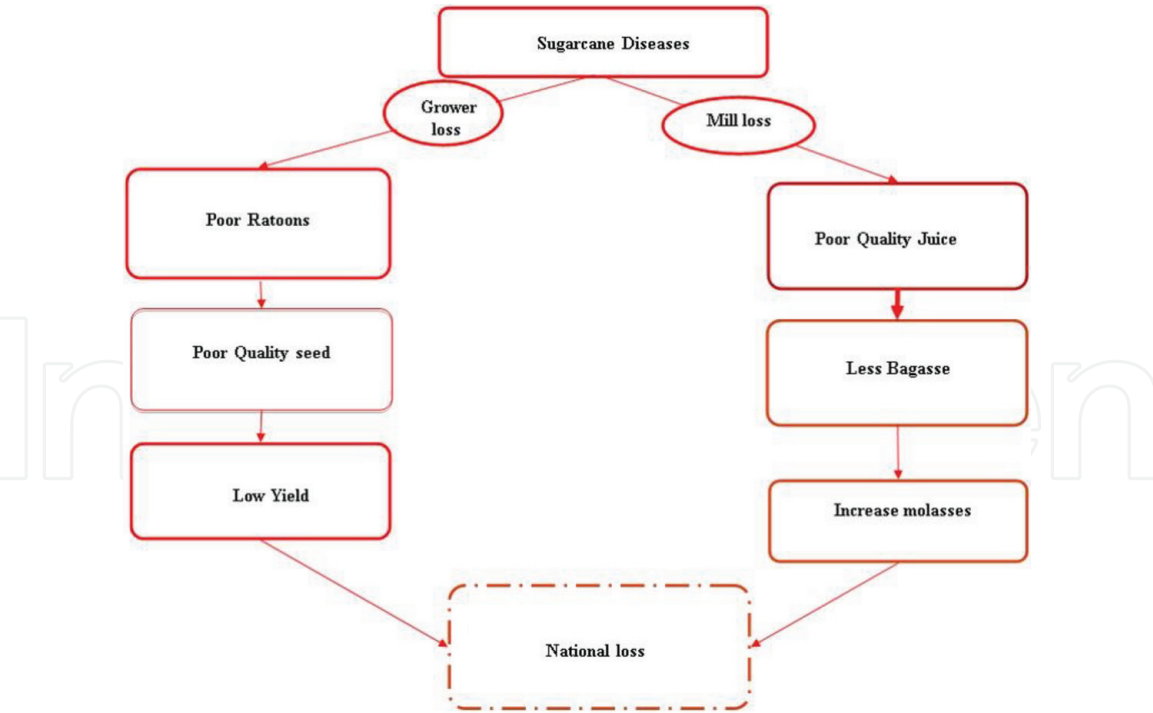 Sugarcane Diseases
Grower
loss
Mill loss
Poor Ratoons
Poor Quality Juice
Poor Quality seed
Less Bagasse
Low Yield
Increase molasses
National loss